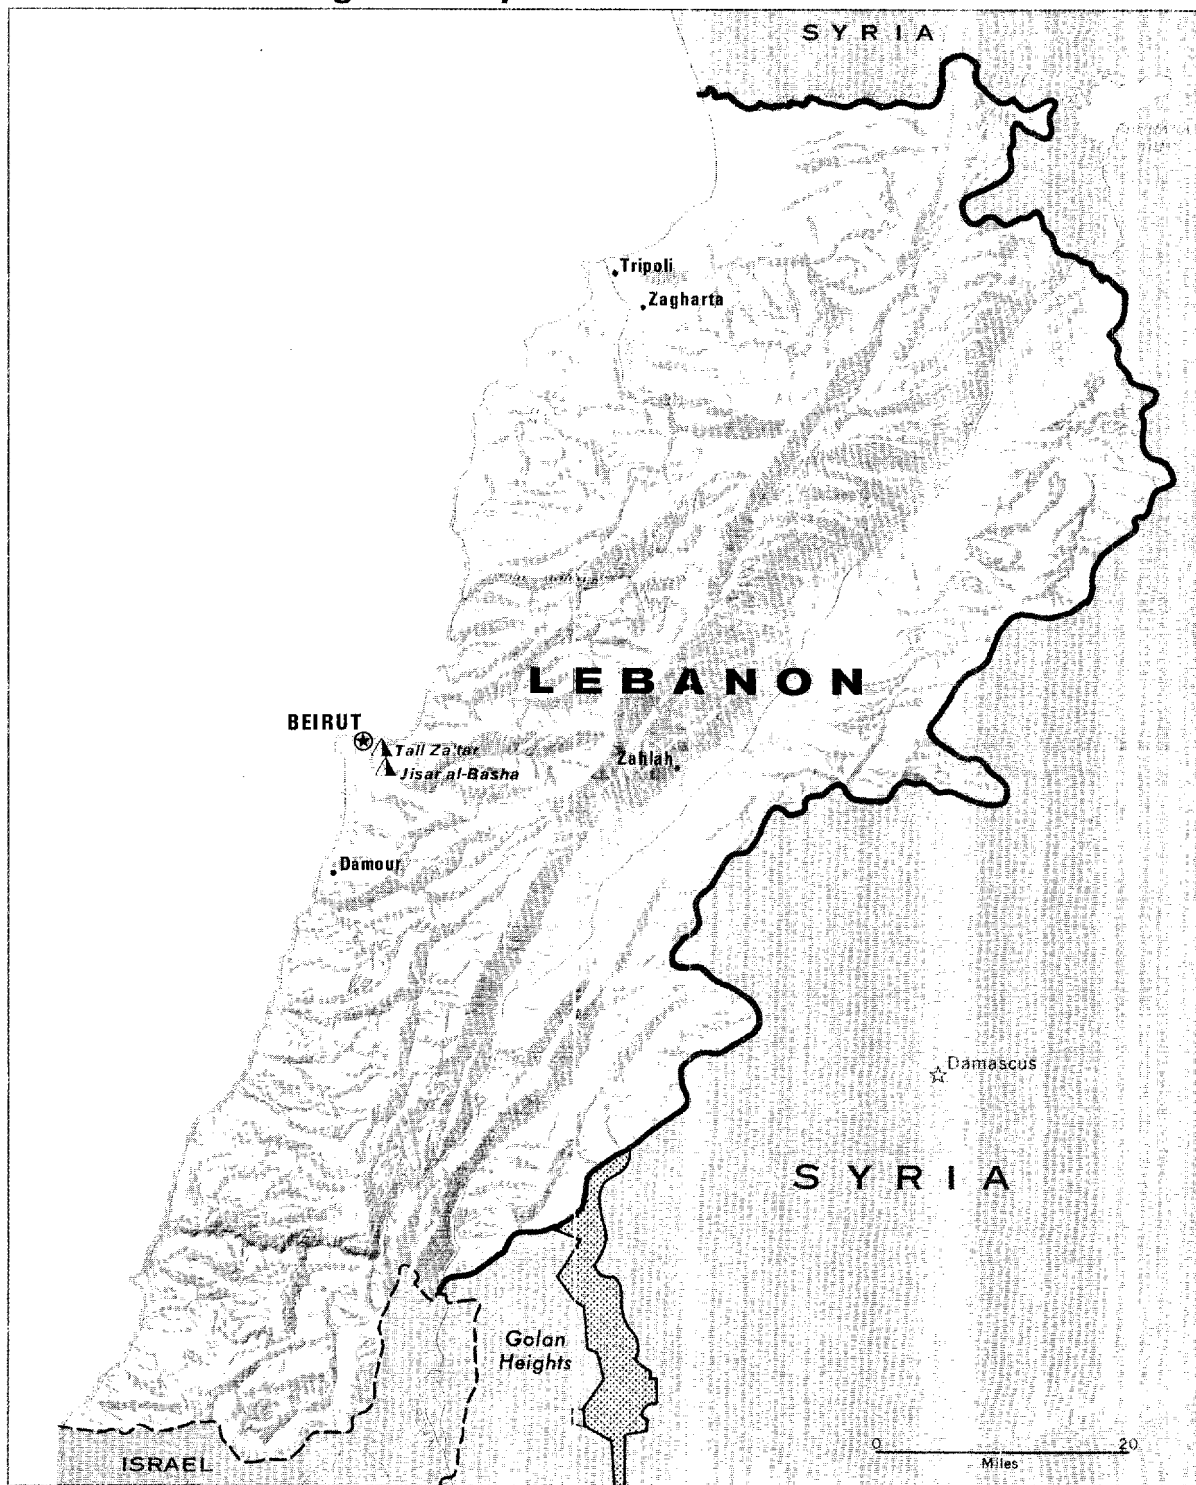 SYRIA
Tripoli
Zagharta
LEBANON
BEIRUT
Tall Za'tar
Jisar al-Basha
Zahlah
Damour
Damascus
SYRIA
Golan
Heights
ISRAEL
0 20
Miles